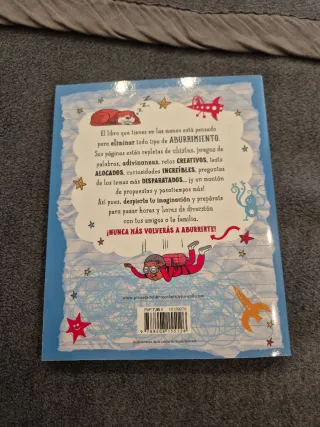 El libro que tienes en las manos está pensado
para eliminar todo tipo de ABURRIMIENTO.
Sus páginas están repletas de chistes, juegos de
palabras, adivinanzas, retos CREATIVOS, tests
ALOCADOS, curiosidades INCREÍBLES, preguntas
de los temas más DISPARATADOS... ¡y un montón
de propuestas y pasatiempos más!
Así pues, despierta tu imaginación y prepárate
para pasar horas y horas de diversión
con tus amigos o tu familia.
¡NUNCA MÁS VOLVERÁS A ABURRIRTE!